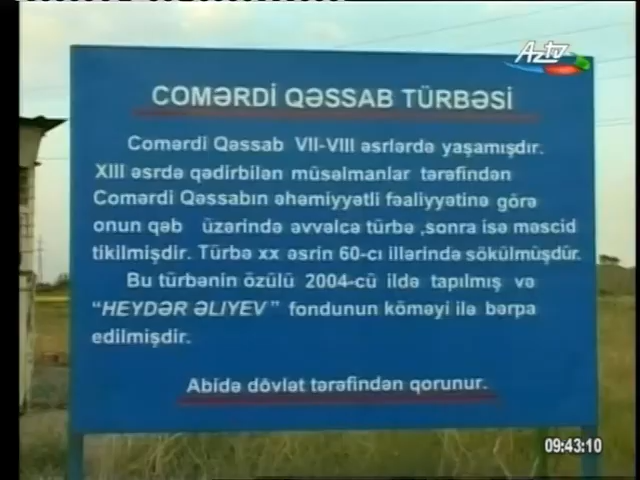 AZTV
COMƏRDİ QƏSSAB TÜRBƏSİ
Comərdi Qəssab VII-VIII əsrlərdə yaşamışdır.
XIII əsrdə qədirbilən müsəlmanlar tərəfindən
Comərdi Qəssabın əhəmiyyətli fəaliyyətinə görə
onun qəb üzərində əvvəlcə türbə ,sonra isə məscid
tikilmişdir. Türbə xx əsrin 60-cı illərində sökülmüşdür.
Bu türbənin özülü 2004-cü ildə tapılmış və
“HEYDƏR ƏLIYEV” fondunun köməyi ilə bərpa
edilmişdir.
Abidə dövlət tərəfindən qorunur.
09:43:10